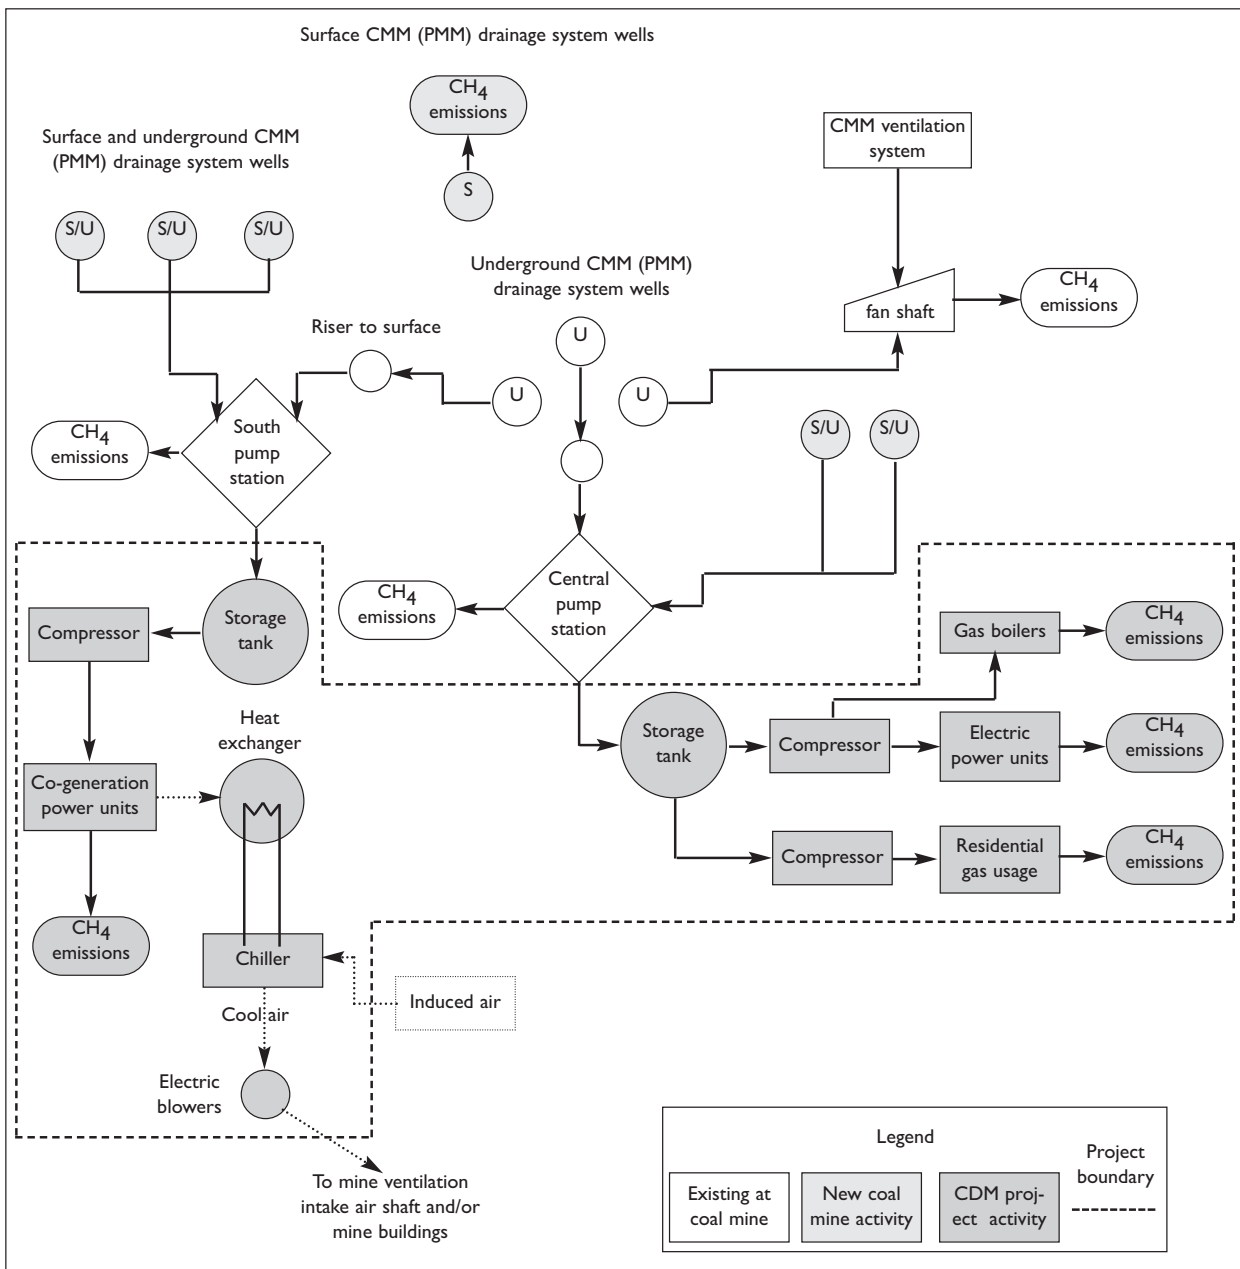 Surface CMM (PMM) drainage system wells
CH4
emissions
Surface and underground CMM
(PMM) drainage system wells
CMM ventilation
system
S
S/U
S/U
S/U
Underground CMM (PMM)
drainage system wells
CH4
emissions
fan shaft
Riser to surface
U
U
U
S/U
S/U
CH4
emissions
South
pump
station
Central
pump
station
CH4
emissions
Compressor
Storage
tank
Gas boilers
CH4
emissions
Heat
exchanger
Storage
tank
Compressor
Electric
power units
CH4
emissions
Co-generation
power units
Compressor
Residential
gas usage
CH4
emissions
CH4
emissions
Chiller
Induced air
Cool air
Electric
blowers
To mine ventilation
intake air shaft and/or
mine buildings
Legend
Existing at
coal mine
New coal
mine activity
CDM proj-
ect activity
Project
boundary